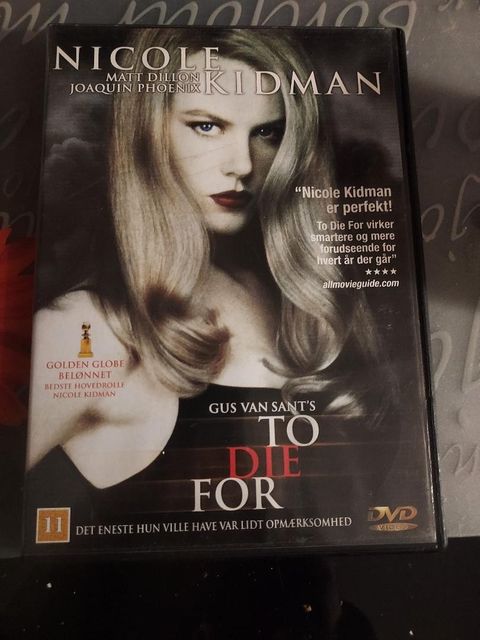 NICOLE
MATT DILLON
JOAQUIN PHOENIX
KIDMAN
"Nicole Kidman
er perfekt!
To Die For virker
smartere og mere
forudseende for
hvert år der går"
★★★★
allmovieguide.com
GOLDEN GLOBE
BELØNNET
BEDSTE HOVEDROLLE
NICOLE KIDMAN
GUS VAN SANT'S
TO
DIE
FOR
11
DET ENESTE HUN VILLE HAVE VAR LIDT OPMÆRKSOMHED
DVD
VIDEO